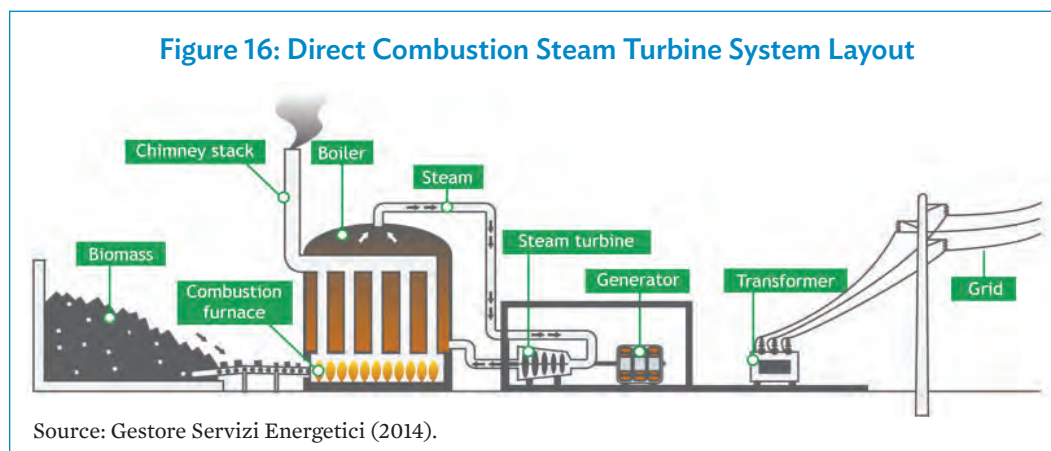 Figure 16: Direct Combustion Steam Turbine System Layout
Chimney stack
Boiler
Steam
Biomass
Combustion
furnace
Steam turbine
Generator
Transformer
Grid
Source: Gestore Servizi Energetici (2014).